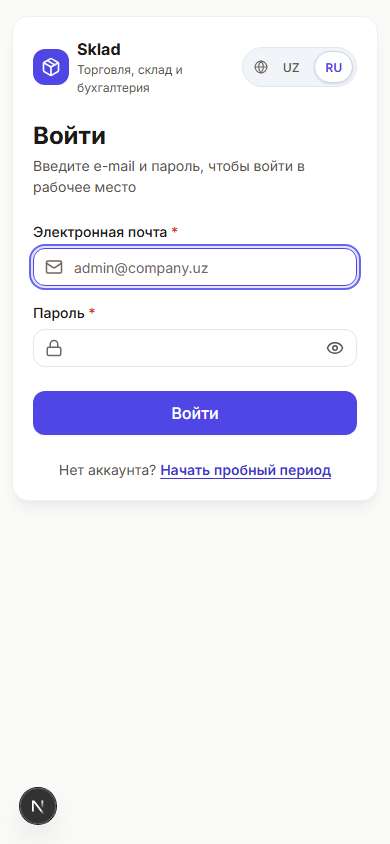 Sklad
Торговля, склад и
бухгалтерия
UZ
RU
Войти
Введите e-mail и пароль, чтобы войти в
рабочее место
Электронная почта *
admin@company.uz
Пароль *
Войти
Нет аккаунта? Начать пробный период
N